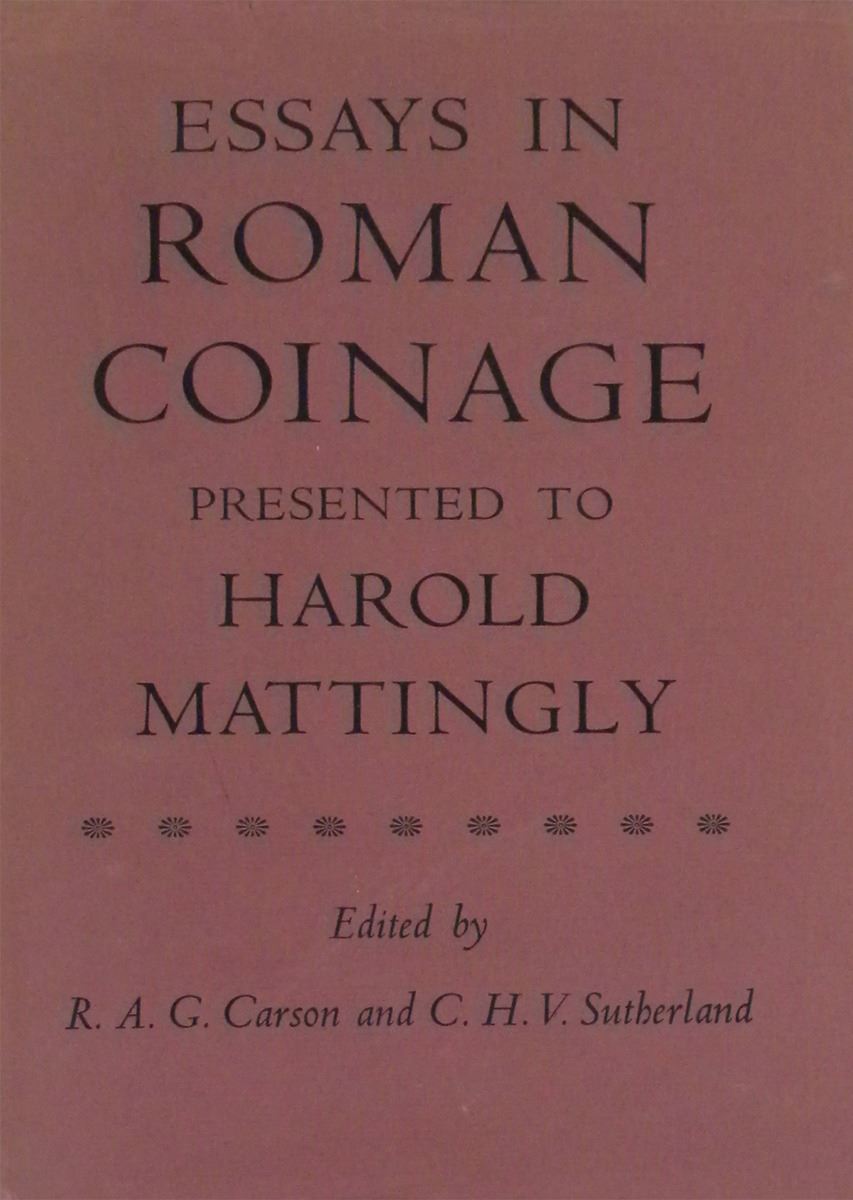 ESSAYS IN
ROMAN
COINAGE
PRESENTED TO
HAROLD
MATTINGLY
Edited by
R. A. G. Carson and C. H. V. Sutherland